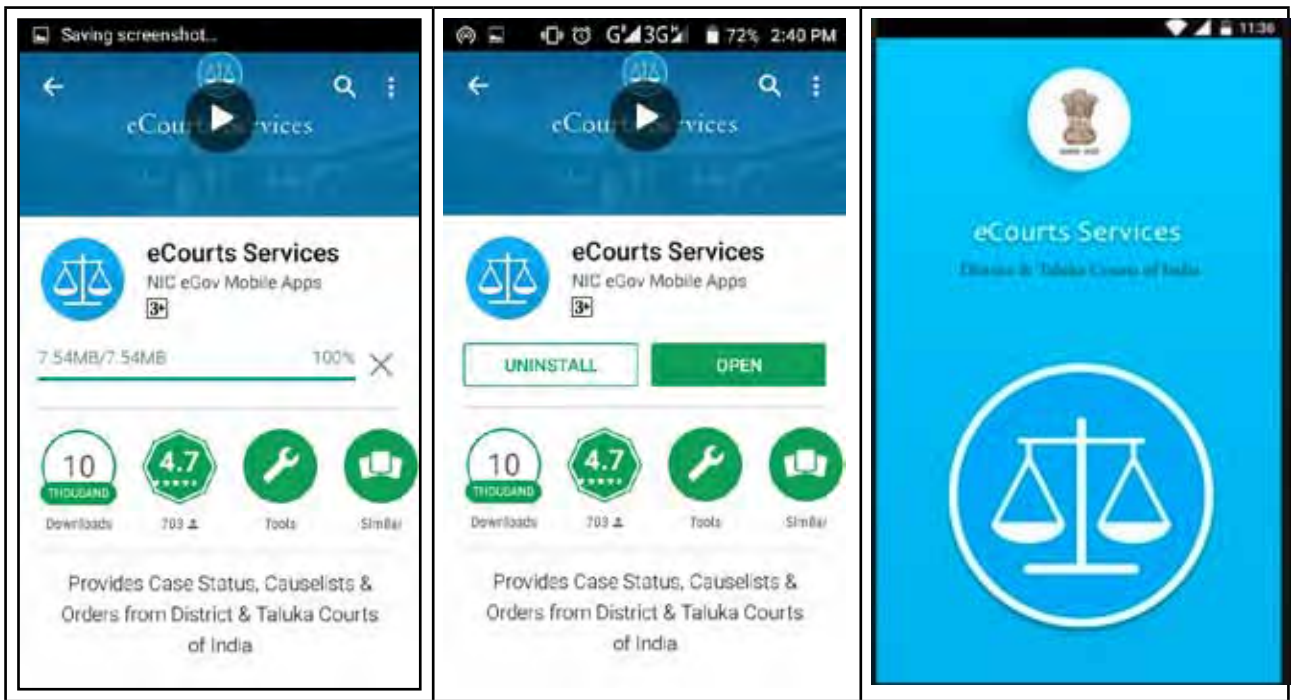 Saving screenshot...
eCourts Services
eCourts Services
NIC eGov Mobile Apps
3+
7.54MB/7.54MB 100%
10
THOUSAND
4.7
Downloads 703 Tools Similar
Provides Case Status, Causelists &
Orders from District & Taluka Courts
of India
G 3G H 72% 2:40 PM
eCourts Services
eCourts Services
NIC eGov Mobile Apps
3+
UNINSTALL OPEN
10
THOUSAND
4.7
Downloads 703 Tools Similar
Provides Case Status, Causelists &
Orders from District & Taluka Courts
of India
11:36
eCourts Services
District & Taluka Courts of India